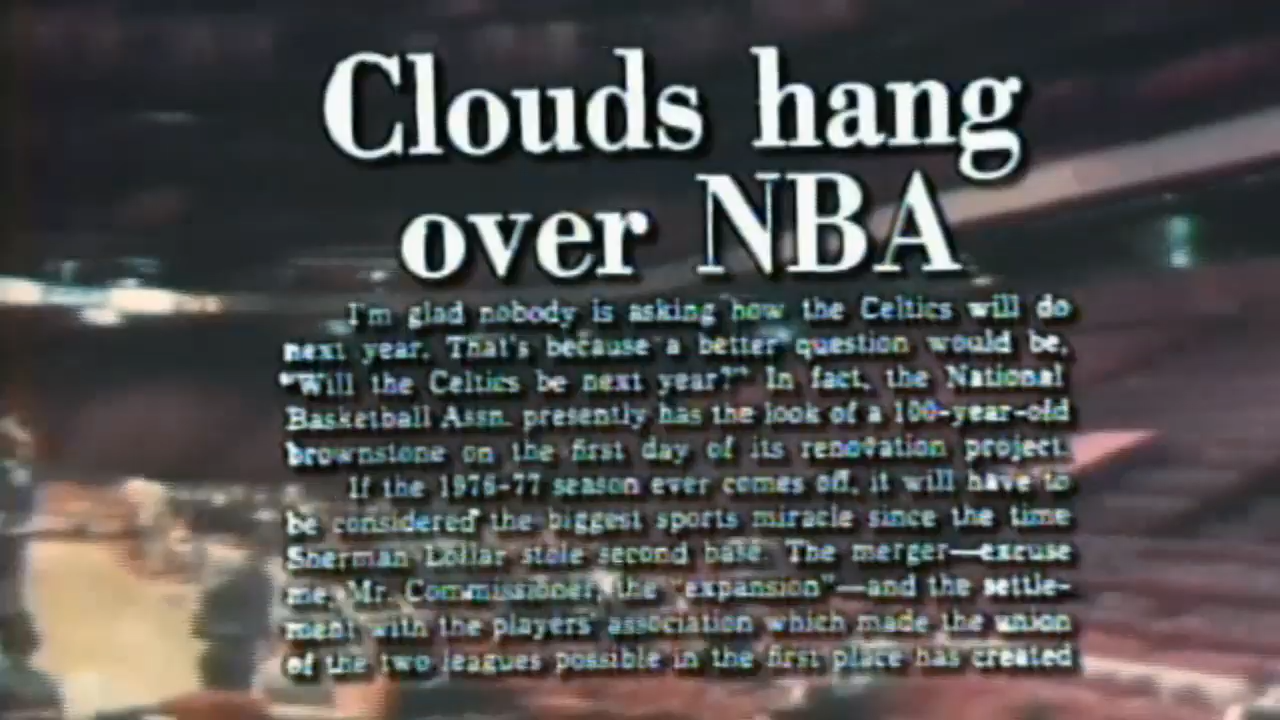 Clouds hang
over NBA
I'm glad nobody is asking how the Celtics will do
next year. That's because a better question would be,
"Will the Celtics be next year?" In fact, the National
Basketball Assn. presently has the look of a 100-year-old
brownstone on the first day of its renovation project.
If the 1976-77 season ever comes off, it will have to
be considered the biggest sports miracle since the time
Sherman Lollar stole second base. The merger—excuse
me, Mr. Commissioner, the "expansion"—and the settle-
ment with the players' association which made the union
of the two leagues possible in the first place has created